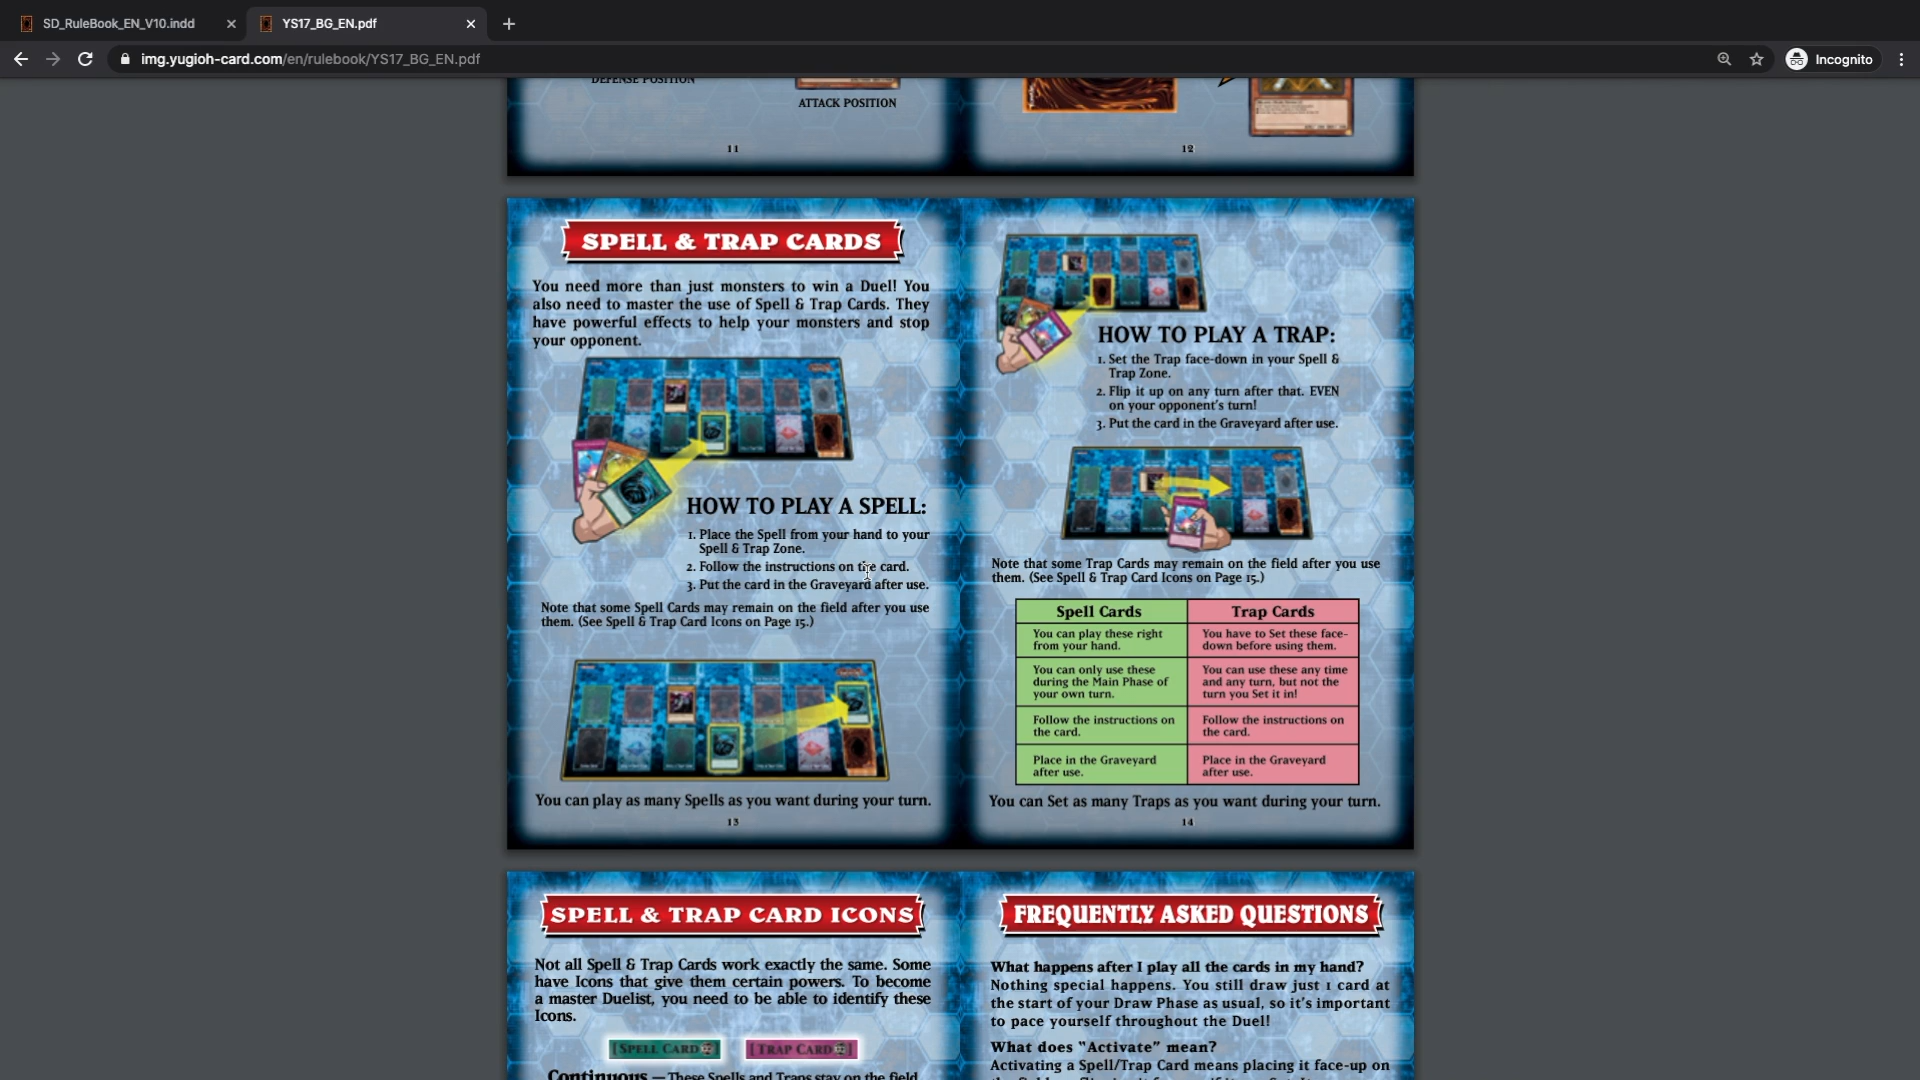 SD_RuleBook_EN_V10.indd
YS17_BG_EN.pdf
img.yugioh-card.com/en/rulebook/YS17_BG_EN.pdf
Incognito
DEFENSE POSITION
ATTACK POSITION
11
12
SPELL & TRAP CARDS
You need more than just monsters to win a Duel! You
also need to master the use of Spell & Trap Cards. They
have powerful effects to help your monsters and stop
your opponent.
HOW TO PLAY A SPELL:
1. Place the Spell from your hand to your
Spell & Trap Zone.
2. Follow the instructions on the card.
3. Put the card in the Graveyard after use.
Note that some Spell Cards may remain on the field after you use
them. (See Spell & Trap Card Icons on Page 15.)
You can play as many Spells as you want during your turn.
13
HOW TO PLAY A TRAP:
1. Set the Trap face-down in your Spell &
Trap Zone.
2. Flip it up on any turn after that. EVEN
on your opponent's turn!
3. Put the card in the Graveyard after use.
Note that some Trap Cards may remain on the field after you use
them. (See Spell & Trap Card Icons on Page 15.)
Spell Cards
Trap Cards
You can play these right
from your hand.
You have to Set these face-
down before using them.
You can only use these
during the Main Phase of
your own turn.
You can use these any time
and any turn, but not the
turn you Set it in!
Follow the instructions on
the card.
Follow the instructions on
the card.
Place in the Graveyard
after use.
Place in the Graveyard
after use.
You can Set as many Traps as you want during your turn.
14
SPELL & TRAP CARD ICONS
Not all Spell & Trap Cards work exactly the same. Some
have Icons that give them certain powers. To become
a master Duelist, you need to be able to identify these
Icons.
[SPELL CARD]
[TRAP CARD]
Continuous — These Spells and Traps stay on the field
FREQUENTLY ASKED QUESTIONS
What happens after I play all the cards in my hand?
Nothing special happens. You still draw just 1 card at
the start of your Draw Phase as usual, so it's important
to pace yourself throughout the Duel!
What does "Activate" mean?
Activating a Spell/Trap Card means placing it face-up on